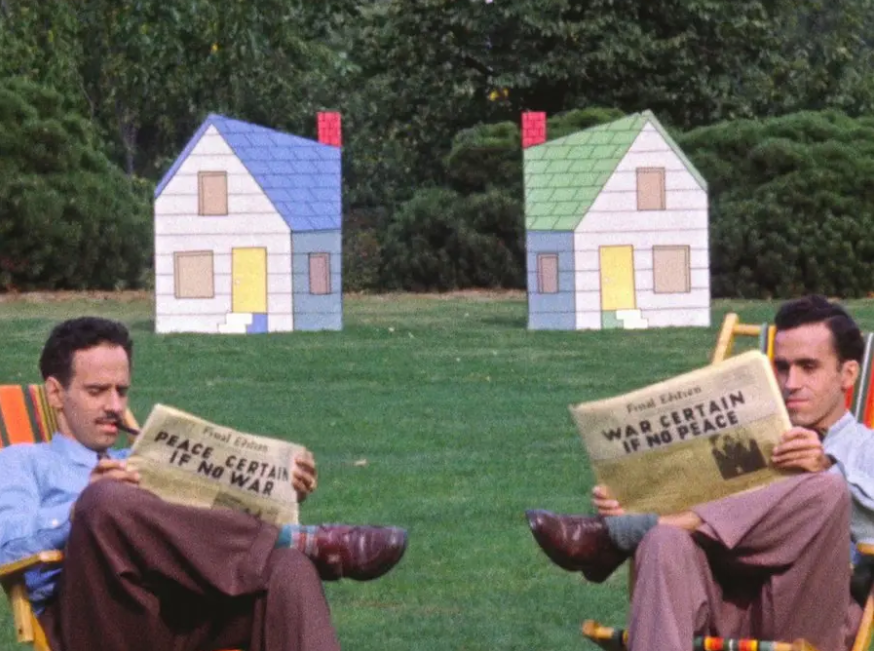 Final Edition
PEACE CERTAIN
IF NO WAR
Final Edition
WAR CERTAIN
IF NO PEACE